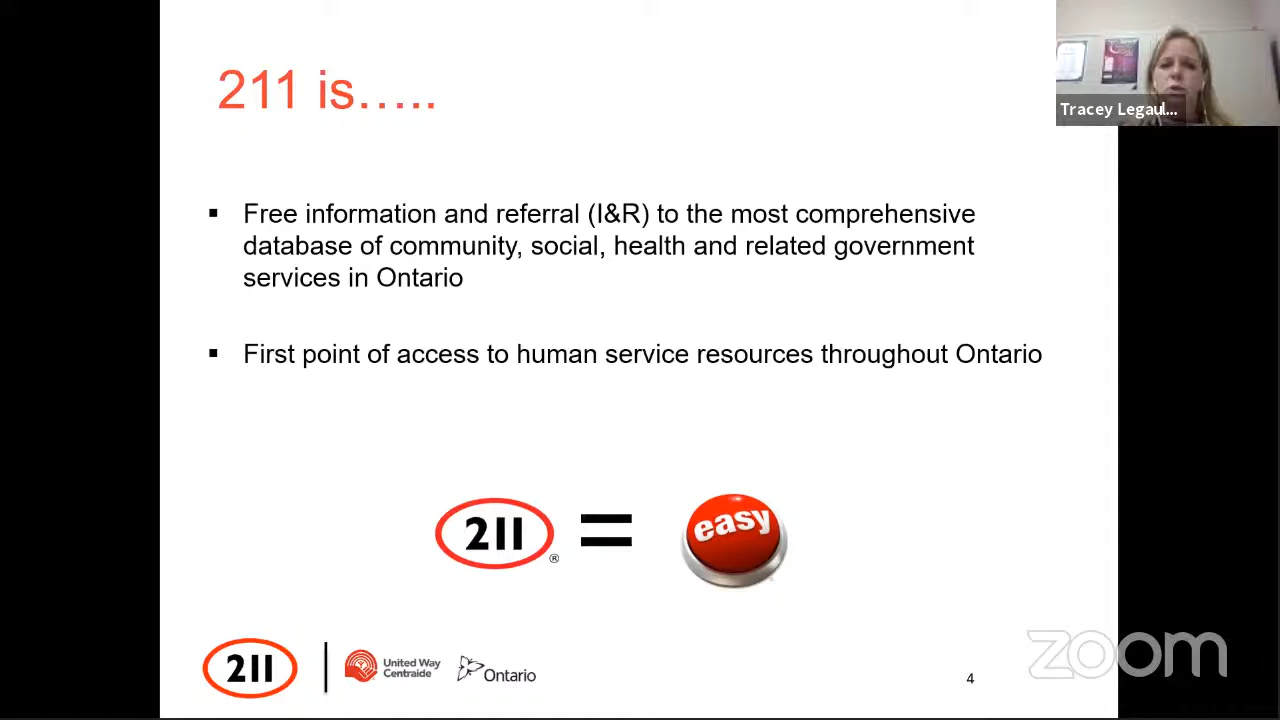 211 is…..
Tracey Legaul...
▪ Free information and referral (I&R) to the most comprehensive
database of community, social, health and related government
services in Ontario
▪ First point of access to human service resources throughout Ontario
211 ® = easy
211 | United Way
Centraide
Ontario
4
zoom